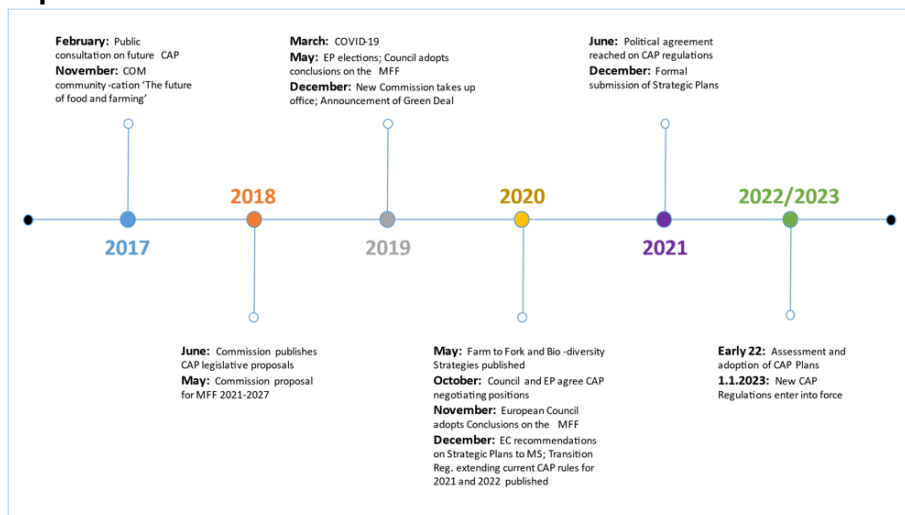 February: Public
consultation on future CAP
November: COM
community -cation 'The future
of food and farming'
March: COVID-19
May: EP elections; Council adopts
conclusions on the MFF
December: New Commission takes up
office; Announcement of Green Deal
June: Political agreement
reached on CAP regulations
December: Formal
submission of Strategic Plans
2018
2020
2022/2023
2017
2019
2021
June: Commission publishes
CAP legislative proposals
May: Commission proposal
for MFF 2021-2027
May: Farm to Fork and Bio -diversity
Strategies published
October: Council and EP agree CAP
negotiating positions
November: European Council
adopts Conclusions on the MFF
December: EC recommendations
on Strategic Plans to MS; Transition
Reg. extending current CAP rules for
2021 and 2022 published
Early 22: Assessment and
adoption of CAP Plans
1.1.2023: New CAP
Regulations enter into force